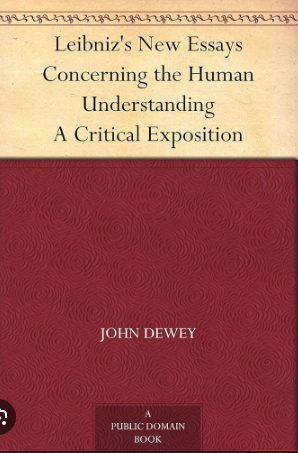 Leibniz's New Essays
Concerning the Human
Understanding
A Critical Exposition
JOHN DEWEY
A
PUBLIC DOMAIN
BOOK